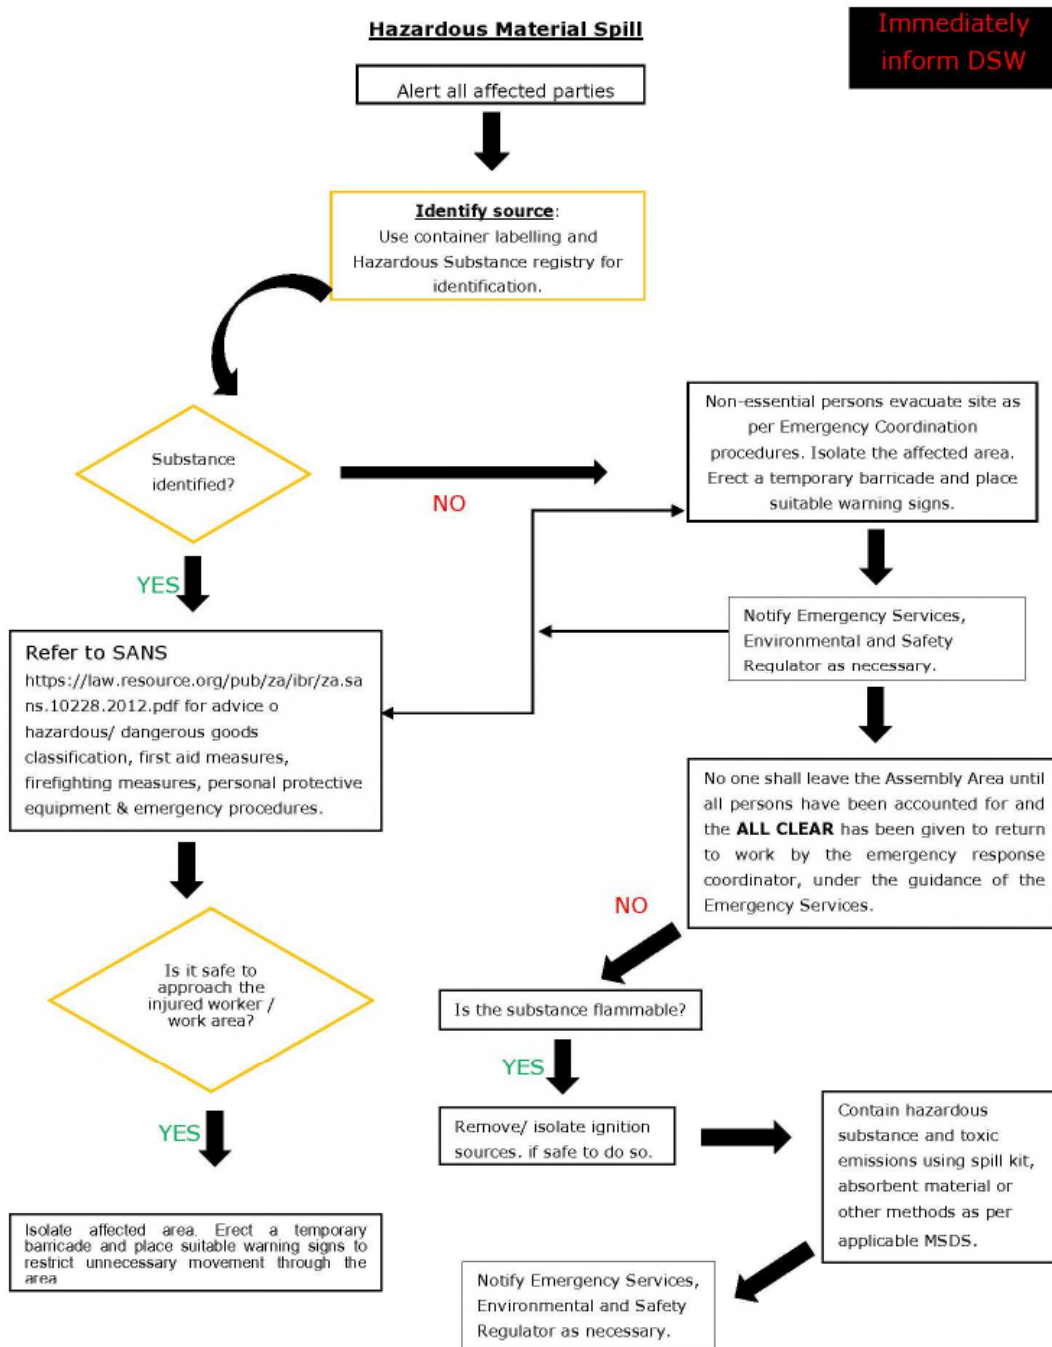 Hazardous Material Spill
Immediately
inform DSW
Alert all affected parties
Identify source:
Use container labelling and
Hazardous Substance registry for
identification.
Substance
identified?
NO
YES
Non-essential persons evacuate site as
per Emergency Coordination
procedures. Isolate the affected area.
Erect a temporary barricade and place
suitable warning signs.
Notify Emergency Services,
Environmental and Safety
Regulator as necessary.
Refer to SANS
https://law.resource.org/pub/za/ibr/za.sa
ns.10228.2012.pdf for advice o
hazardous/ dangerous goods
classification, first aid measures,
firefighting measures, personal protective
equipment & emergency procedures.
No one shall leave the Assembly Area until
all persons have been accounted for and
the ALL CLEAR has been given to return
to work by the emergency response
coordinator, under the guidance of the
Emergency Services.
NO
Is it safe to
approach the
injured worker /
work area?
YES
Is the substance flammable?
YES
Remove/ isolate ignition
sources. if safe to do so.
Contain hazardous
substance and toxic
emissions using spill kit,
absorbent material or
other methods as per
applicable MSDS.
Isolate affected area. Erect a temporary
barricade and place suitable warning signs to
restrict unnecessary movement through the
area
Notify Emergency Services,
Environmental and Safety
Regulator as necessary.